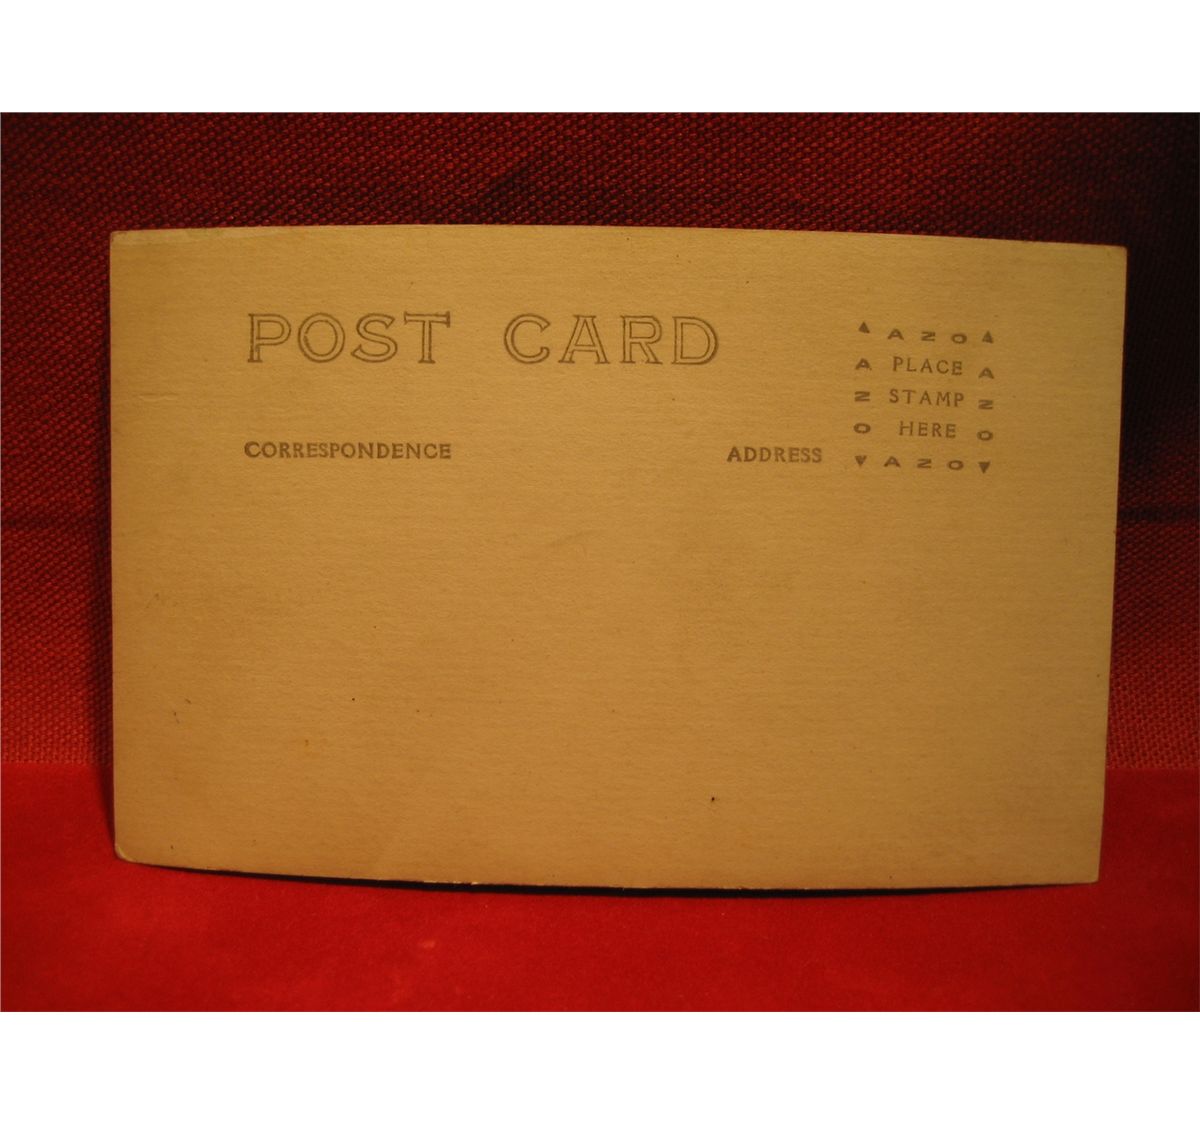 POST CARD
CORRESPONDENCE
ADDRESS
▲ AZO ▲
A PLACE A
Z STAMP Z
O HERE O
▼ AZO ▼